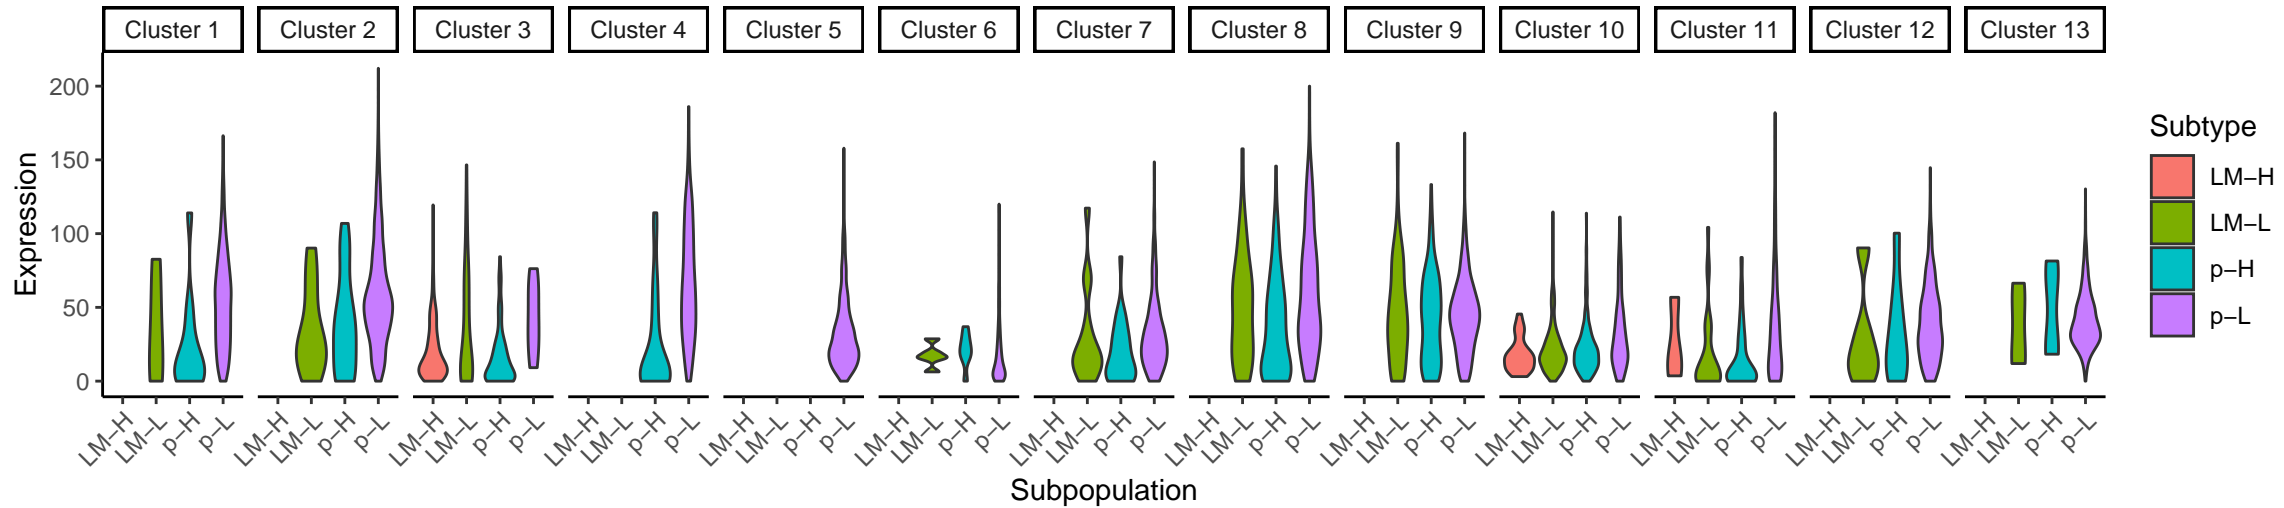 Cluster 1 Cluster 2 Cluster 3 Cluster 4 Cluster 5 Cluster 6 Cluster 7 Cluster 8 Cluster 9 Cluster 10 Cluster 11 Cluster 12 Cluster 13
Expression
200
150
100
50
0
LM−H LM−L p−H p−L LM−H LM−L p−H p−L LM−H LM−L p−H p−L LM−H LM−L p−H p−L LM−H LM−L p−H p−L LM−H LM−L p−H p−L LM−H LM−L p−H p−L LM−H LM−L p−H p−L LM−H LM−L p−H p−L LM−H LM−L p−H p−L LM−H LM−L p−H p−L LM−H LM−L p−H p−L LM−H LM−L p−H p−L
Subpopulation
Subtype
LM−H
LM−L
p−H
p−L